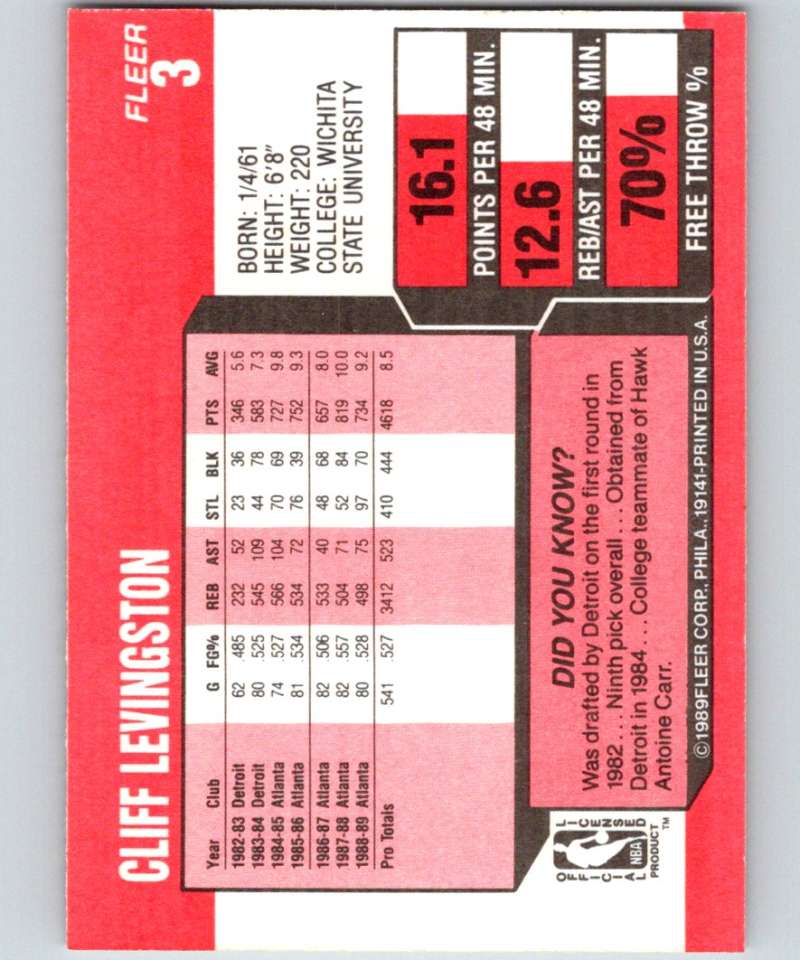 FLEER
3
CLIFF LEVINGSTON
BORN: 1/4/61
HEIGHT: 6'8"
WEIGHT: 220
COLLEGE: WICHITA
STATE UNIVERSITY
Year Club G FG% REB AST STL BLK PTS AVG
1982-83 Detroit 62 .485 232 52 23 36 346 5.6
1983-84 Detroit 80 .525 545 109 44 78 583 7.3
1984-85 Atlanta 74 .527 566 104 70 69 727 9.8
1985-86 Atlanta 81 .534 534 72 76 39 752 9.3
1986-87 Atlanta 82 .506 533 40 48 68 657 8.0
1987-88 Atlanta 82 .557 504 71 52 84 819 10.0
1988-89 Atlanta 80 .528 498 75 97 70 734 9.2
Pro Totals 541 .527 3412 523 410 444 4618 8.5
16.1
POINTS PER 48 MIN.
12.6
REB/AST PER 48 MIN.
70%
FREE THROW %
DID YOU KNOW?
Was drafted by Detroit on the first round in
1982 . . . Ninth pick overall . . . Obtained from
Detroit in 1984 . . . College teammate of Hawk
Antoine Carr.
OFFICIAL LICENSED
NBA
PRODUCT™
©1989 FLEER CORP., PHILA., 19141-PRINTED IN U.S.A.